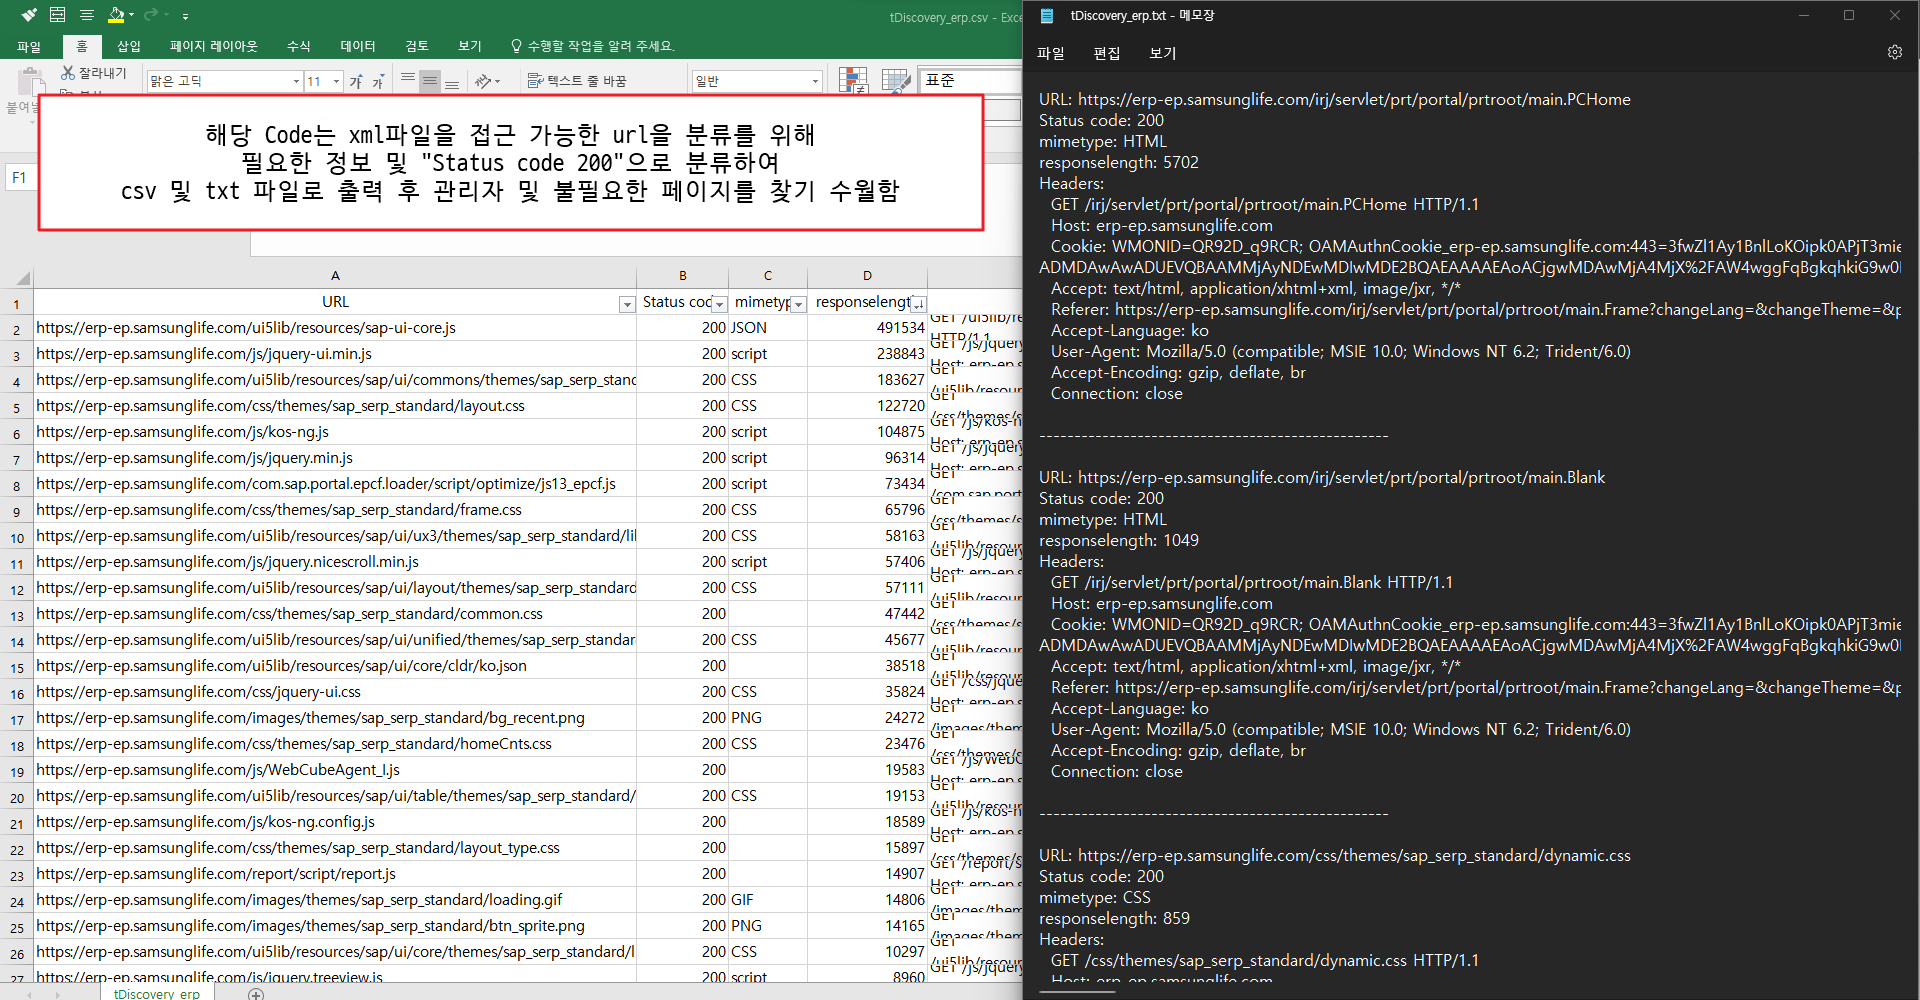 tDiscovery_erp.csv - Exce
파일 홈 삽입 페이지 레이아웃 수식 데이터 검토 보기 수행할 작업을 알려 주세요.
잘라내기
맑은 고딕 11 텍스트 줄 바꿈 일반 표준
해당 Code는 xml파일을 접근 가능한 url을 분류를 위해
필요한 정보 및 "Status code 200"으로 분류하여
csv 및 txt 파일로 출력 후 관리자 및 불필요한 페이지를 찾기 수월함
F1
A B C D
1 URL Status cod mimetyp responselengt
2 https://erp-ep.samsunglife.com/ui5lib/resources/sap-ui-core.js 200 JSON 491534
3 https://erp-ep.samsunglife.com/js/jquery-ui.min.js 200 script 238843
4 https://erp-ep.samsunglife.com/ui5lib/resources/sap/ui/commons/themes/sap_serp_stand 200 CSS 183627
5 https://erp-ep.samsunglife.com/css/themes/sap_serp_standard/layout.css 200 CSS 122720
6 https://erp-ep.samsunglife.com/js/kos-ng.js 200 script 104875
7 https://erp-ep.samsunglife.com/js/jquery.min.js 200 script 96314
8 https://erp-ep.samsunglife.com/com.sap.portal.epcf.loader/script/optimize/js13_epcf.js 200 script 73434
9 https://erp-ep.samsunglife.com/css/themes/sap_serp_standard/frame.css 200 CSS 65796
10 https://erp-ep.samsunglife.com/ui5lib/resources/sap/ui/ux3/themes/sap_serp_standard/li 200 CSS 58163
11 https://erp-ep.samsunglife.com/js/jquery.nicescroll.min.js 200 script 57406
12 https://erp-ep.samsunglife.com/ui5lib/resources/sap/ui/layout/themes/sap_serp_standard 200 CSS 57111
13 https://erp-ep.samsunglife.com/css/themes/sap_serp_standard/common.css 200 47442
14 https://erp-ep.samsunglife.com/ui5lib/resources/sap/ui/unified/themes/sap_serp_standar 200 CSS 45677
15 https://erp-ep.samsunglife.com/ui5lib/resources/sap/ui/core/cldr/ko.json 200 38518
16 https://erp-ep.samsunglife.com/css/jquery-ui.css 200 CSS 35824
17 https://erp-ep.samsunglife.com/images/themes/sap_serp_standard/bg_recent.png 200 PNG 24272
18 https://erp-ep.samsunglife.com/css/themes/sap_serp_standard/homeCnts.css 200 CSS 23476
19 https://erp-ep.samsunglife.com/js/WebCubeAgent_I.js 200 19583
20 https://erp-ep.samsunglife.com/ui5lib/resources/sap/ui/table/themes/sap_serp_standard/ 200 CSS 19153
21 https://erp-ep.samsunglife.com/js/kos-ng.config.js 200 18589
22 https://erp-ep.samsunglife.com/css/themes/sap_serp_standard/layout_type.css 200 15897
23 https://erp-ep.samsunglife.com/report/script/report.js 200 14907
24 https://erp-ep.samsunglife.com/images/themes/sap_serp_standard/loading.gif 200 GIF 14806
25 https://erp-ep.samsunglife.com/images/themes/sap_serp_standard/btn_sprite.png 200 PNG 14165
26 https://erp-ep.samsunglife.com/ui5lib/resources/sap/ui/core/themes/sap_serp_standard/l 200 CSS 10297
27 https://erp-ep.samsunglife.com/js/jquery.treeview.js 200 script 8960
tDiscovery_erp
tDiscovery_erp.txt - 메모장
파일 편집 보기
URL: https://erp-ep.samsunglife.com/irj/servlet/prt/portal/prtroot/main.PCHome
Status code: 200
mimetype: HTML
responselength: 5702
Headers:
GET /irj/servlet/prt/portal/prtroot/main.PCHome HTTP/1.1
Host: erp-ep.samsunglife.com
Cookie: WMONID=QR92D_q9RCR; OAMAuthnCookie_erp-ep.samsunglife.com:443=3fwZl1Ay1BnlLoKOipk0APjT3mie
ADMDAwAwADUEVQBAAMMjAyNDEwMDIwMDE2BQAEAAAAEAoACjgwMDAwMjA4MjX%2FAW4wggFqBgkqhkiG9w0
Accept: text/html, application/xhtml+xml, image/jxr, */*
Referer: https://erp-ep.samsunglife.com/irj/servlet/prt/portal/prtroot/main.Frame?changeLang=&changeTheme=&p
Accept-Language: ko
User-Agent: Mozilla/5.0 (compatible; MSIE 10.0; Windows NT 6.2; Trident/6.0)
Accept-Encoding: gzip, deflate, br
Connection: close
--------------------------------------------------
URL: https://erp-ep.samsunglife.com/irj/servlet/prt/portal/prtroot/main.Blank
Status code: 200
mimetype: HTML
responselength: 1049
Headers:
GET /irj/servlet/prt/portal/prtroot/main.Blank HTTP/1.1
Host: erp-ep.samsunglife.com
Cookie: WMONID=QR92D_q9RCR; OAMAuthnCookie_erp-ep.samsunglife.com:443=3fwZl1Ay1BnlLoKOipk0APjT3mie
ADMDAwAwADUEVQBAAMMjAyNDEwMDIwMDE2BQAEAAAAEAoACjgwMDAwMjA4MjX%2FAW4wggFqBgkqhkiG9w0
Accept: text/html, application/xhtml+xml, image/jxr, */*
Referer: https://erp-ep.samsunglife.com/irj/servlet/prt/portal/prtroot/main.Frame?changeLang=&changeTheme=&p
Accept-Language: ko
User-Agent: Mozilla/5.0 (compatible; MSIE 10.0; Windows NT 6.2; Trident/6.0)
Accept-Encoding: gzip, deflate, br
Connection: close
--------------------------------------------------
URL: https://erp-ep.samsunglife.com/css/themes/sap_serp_standard/dynamic.css
Status code: 200
mimetype: CSS
responselength: 859
Headers:
GET /css/themes/sap_serp_standard/dynamic.css HTTP/1.1
Host: erp-ep.samsunglife.com